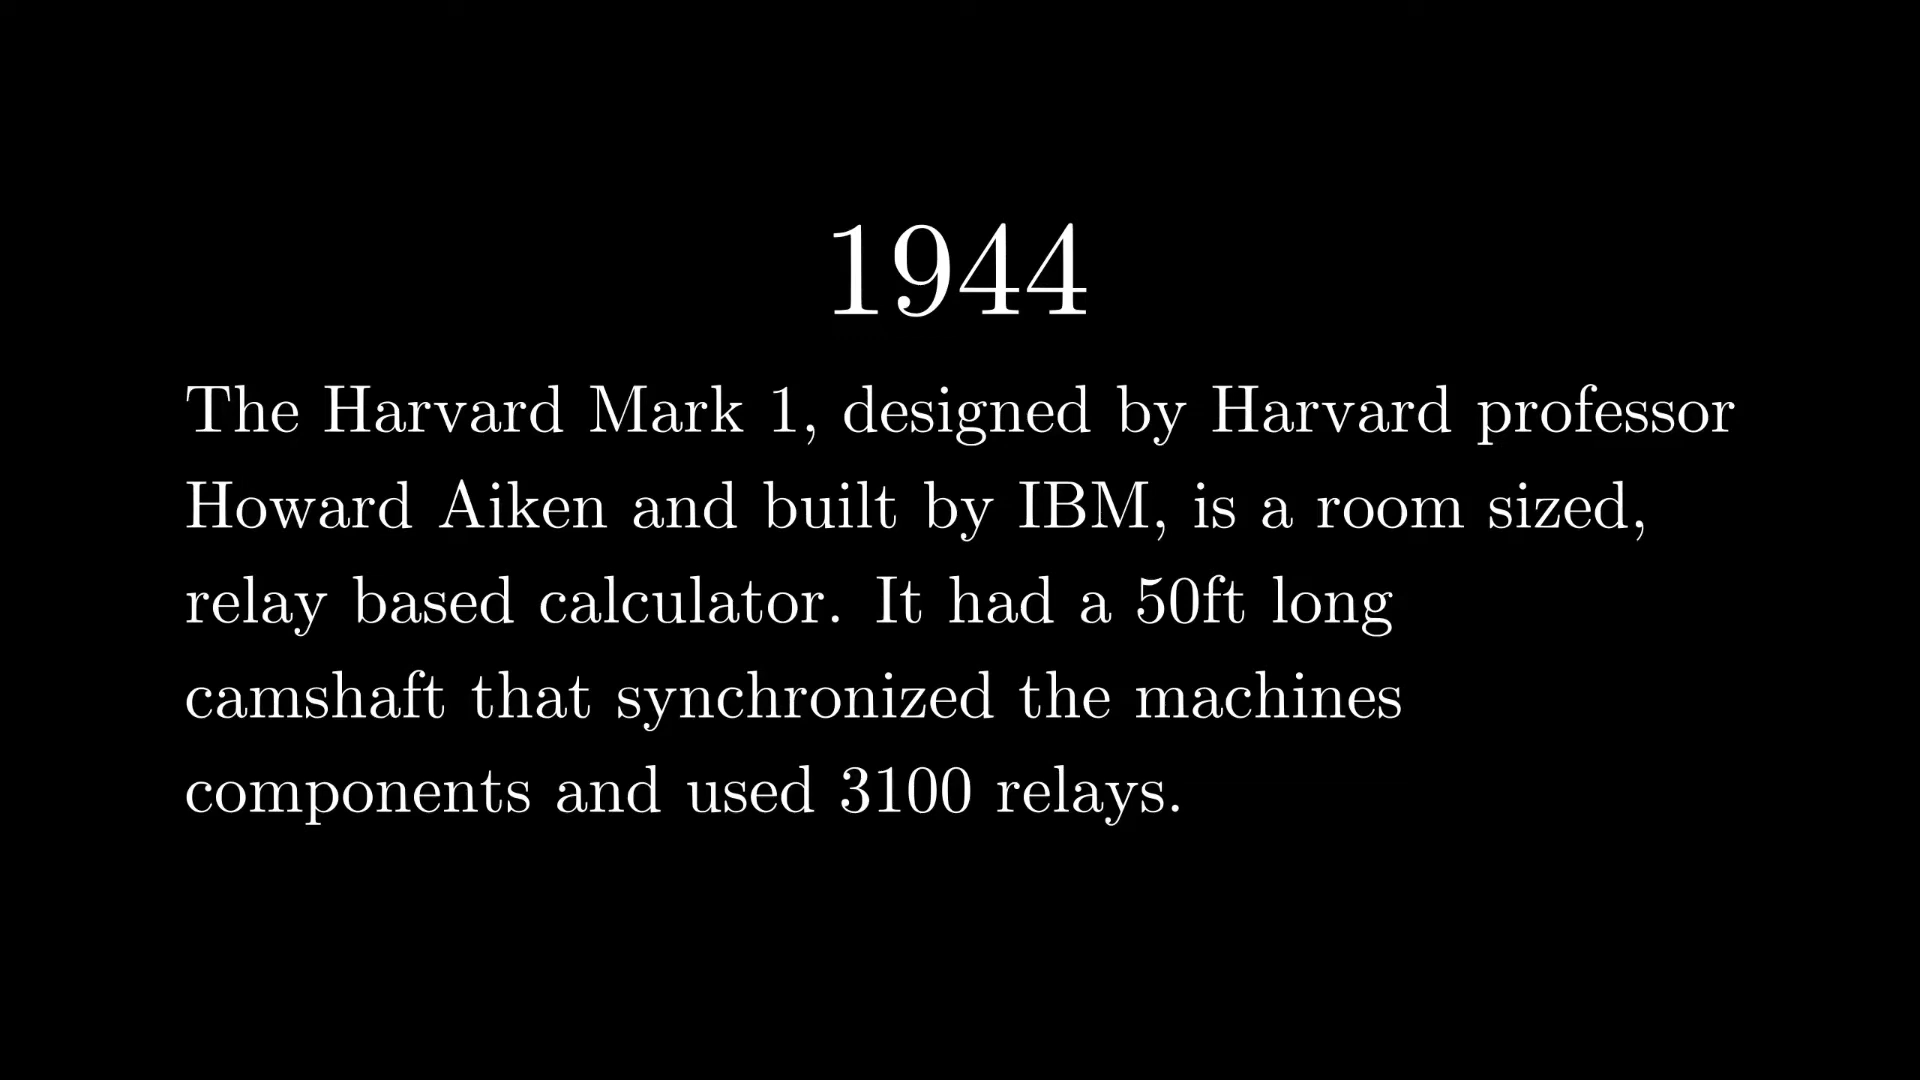 1944
The Harvard Mark 1, designed by Harvard professor
Howard Aiken and built by IBM, is a room sized,
relay based calculator. It had a 50ft long
camshaft that synchronized the machines
components and used 3100 relays.